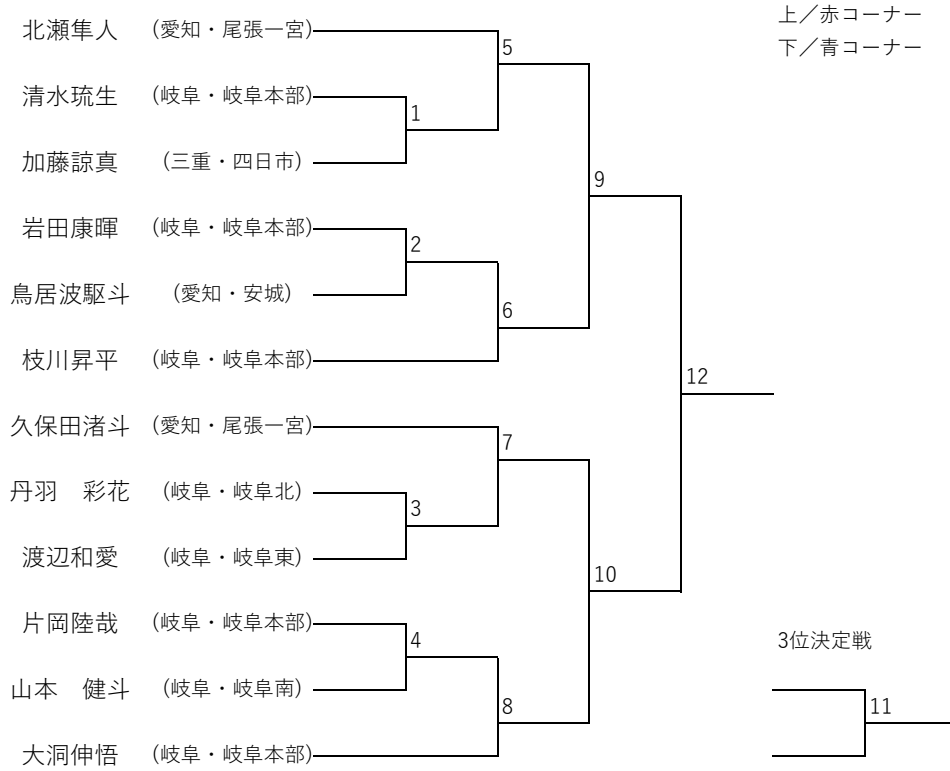 上／赤コーナー
下／青コーナー
北瀬隼人 (愛知・尾張一宮)
5
清水琉生 (岐阜・岐阜本部)
1
加藤諒真 (三重・四日市)
9
岩田康暉 (岐阜・岐阜本部)
2
鳥居波駆斗 (愛知・安城)
6
枝川昇平 (岐阜・岐阜本部)
12
久保田渚斗 (愛知・尾張一宮)
7
丹羽　彩花 (岐阜・岐阜北)
3
渡辺和愛 (岐阜・岐阜東)
10
片岡陸哉 (岐阜・岐阜本部)
4
3位決定戦
山本　健斗 (岐阜・岐阜南)
8
11
大洞伸悟 (岐阜・岐阜本部)